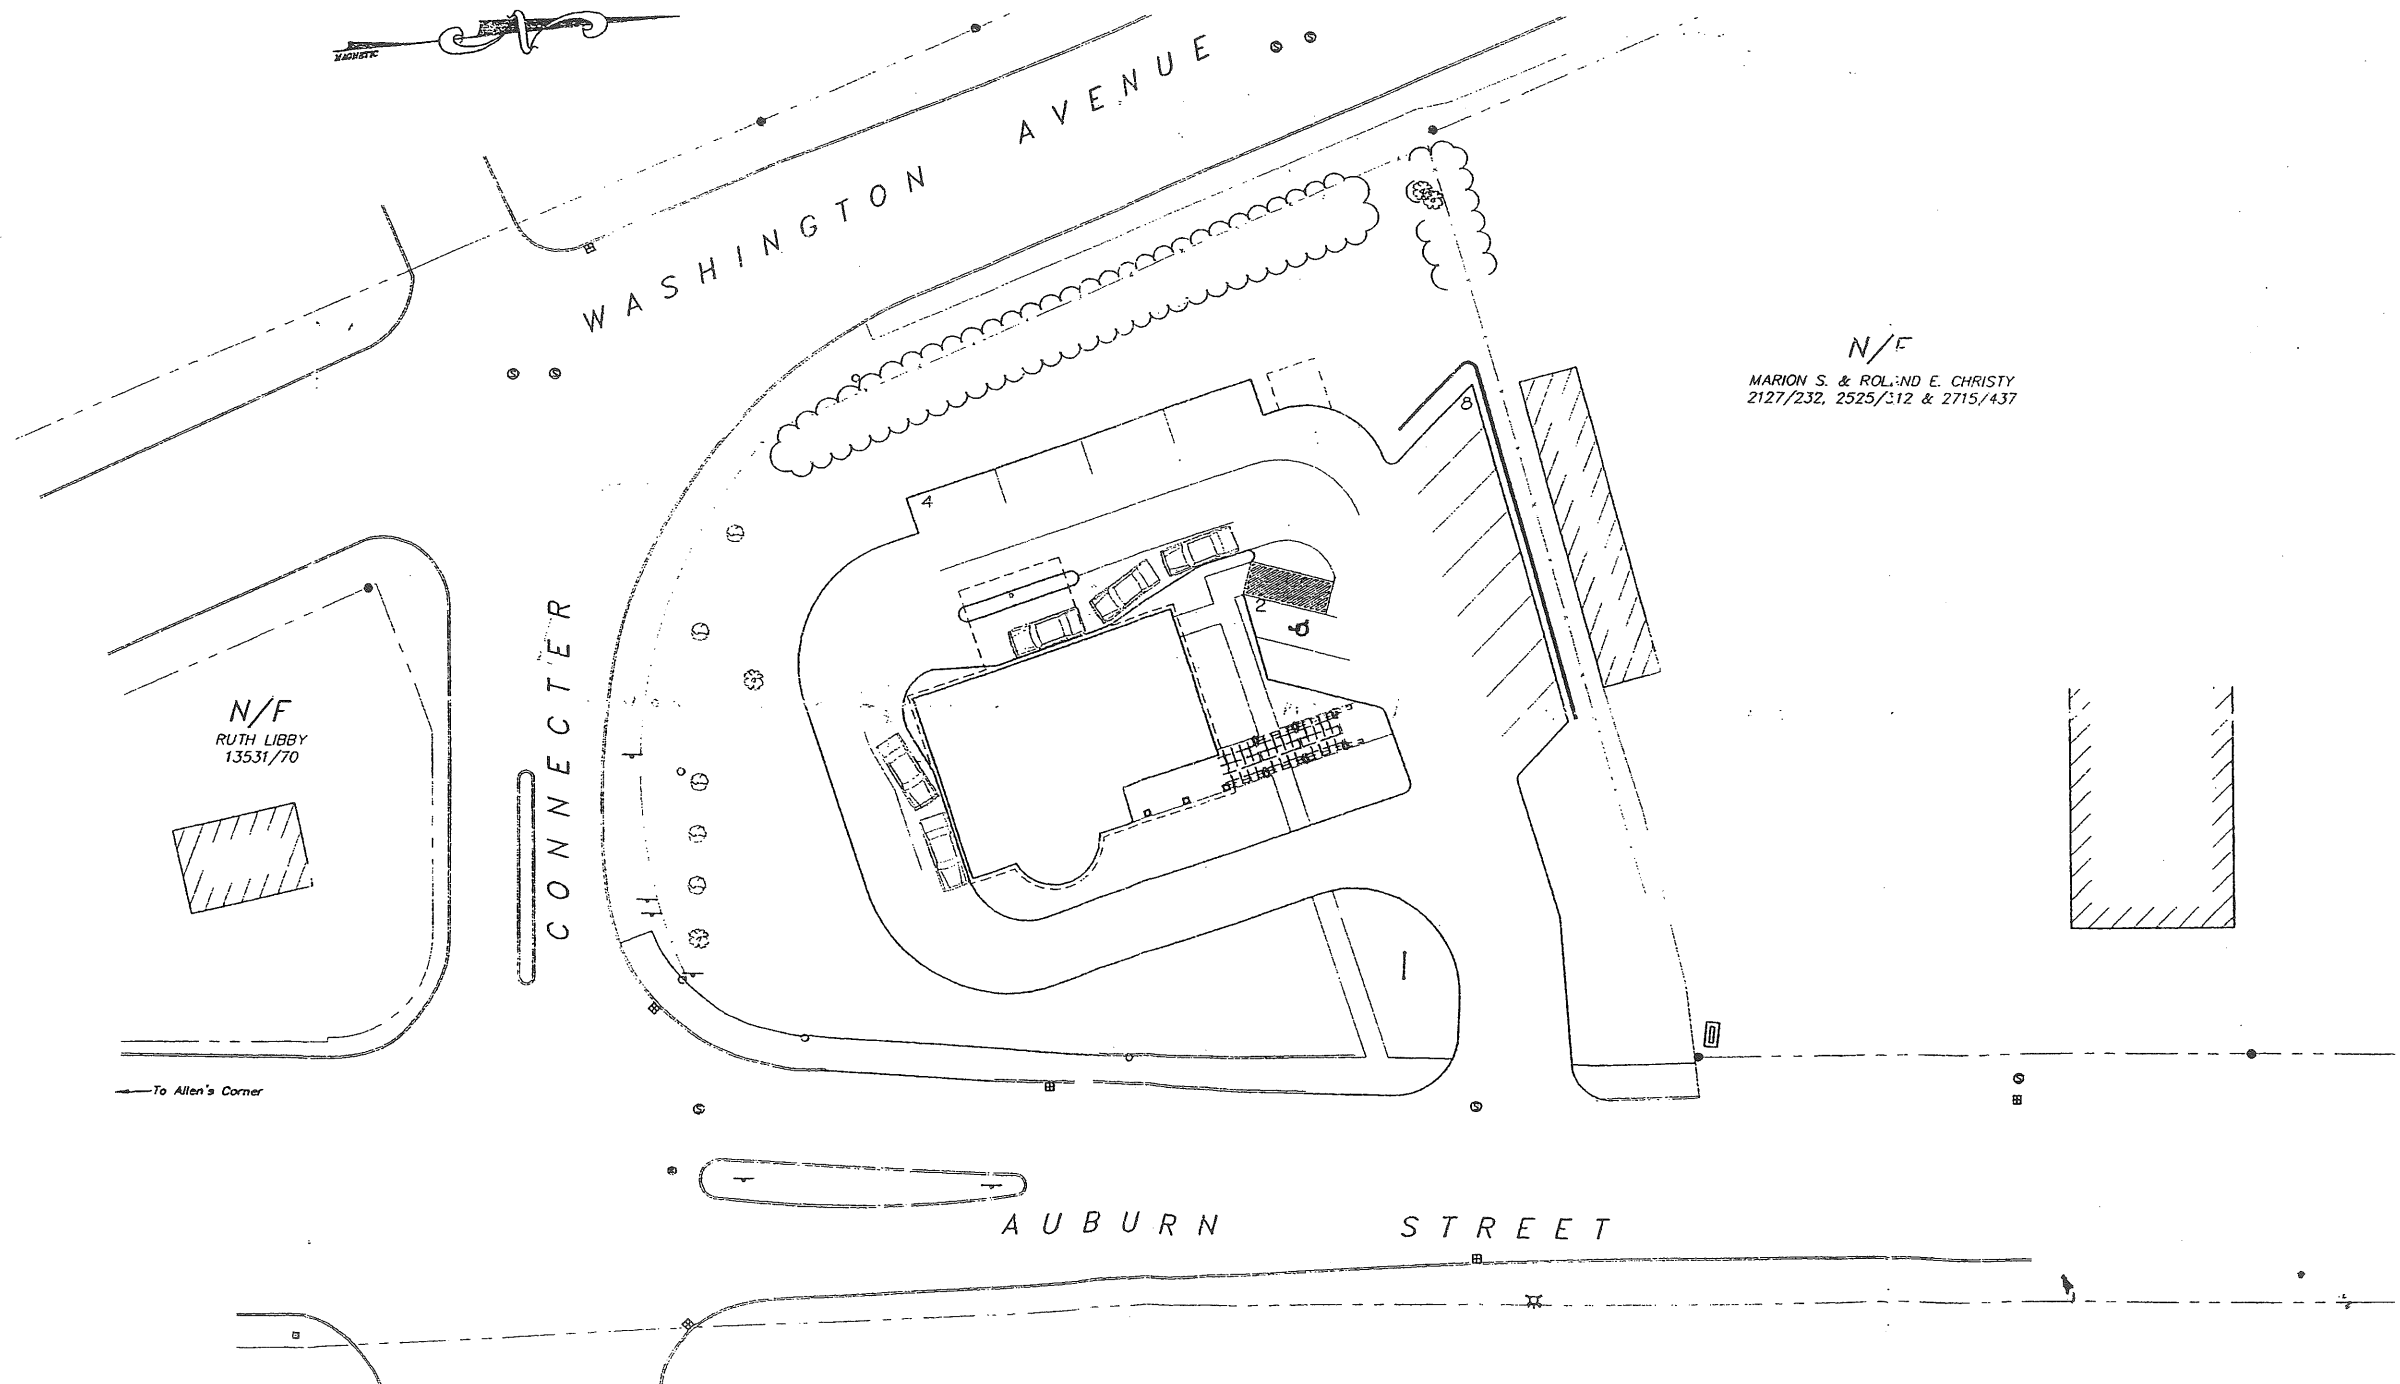 MAGNETIC
WASHINGTON AVENUE
N/F
MARION S. & ROLAND E. CHRISTY
2127/232, 2525/312 & 2715/437
8
4
2
CONNECTER
N/F
RUTH LIBBY
13531/70
To Allen's Corner
AUBURN STREET